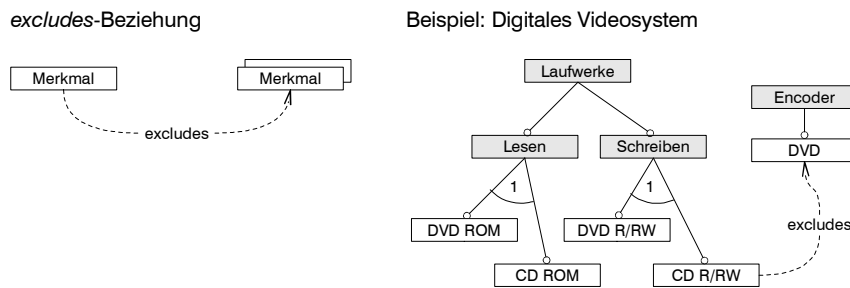 excludes-Beziehung
Merkmal
Merkmal
excludes
Beispiel: Digitales Videosystem
Laufwerke
Encoder
Lesen
Schreiben
DVD
1
1
DVD ROM
DVD R/RW
excludes
CD ROM
CD R/RW